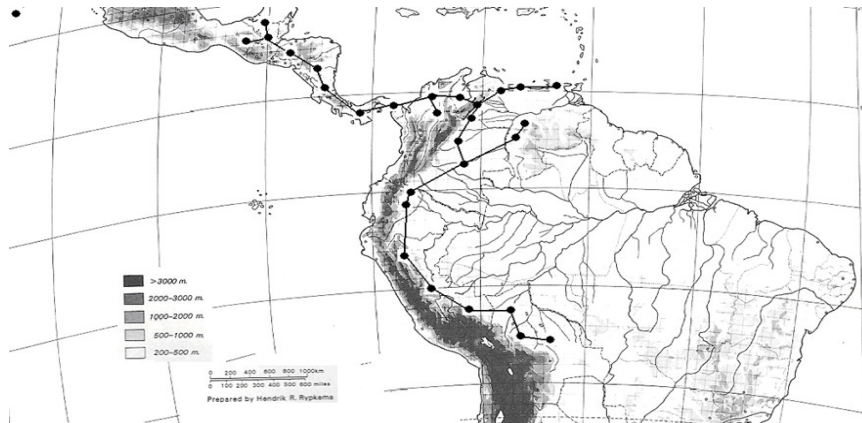 >3000 m.
2000-3000 m.
1000-2000 m.
500-1000 m.
200-500 m.
0 200 400 600 800 1000km
0 100 200 300 400 500 600 miles
Prepared by Hendrik R. Rypkema